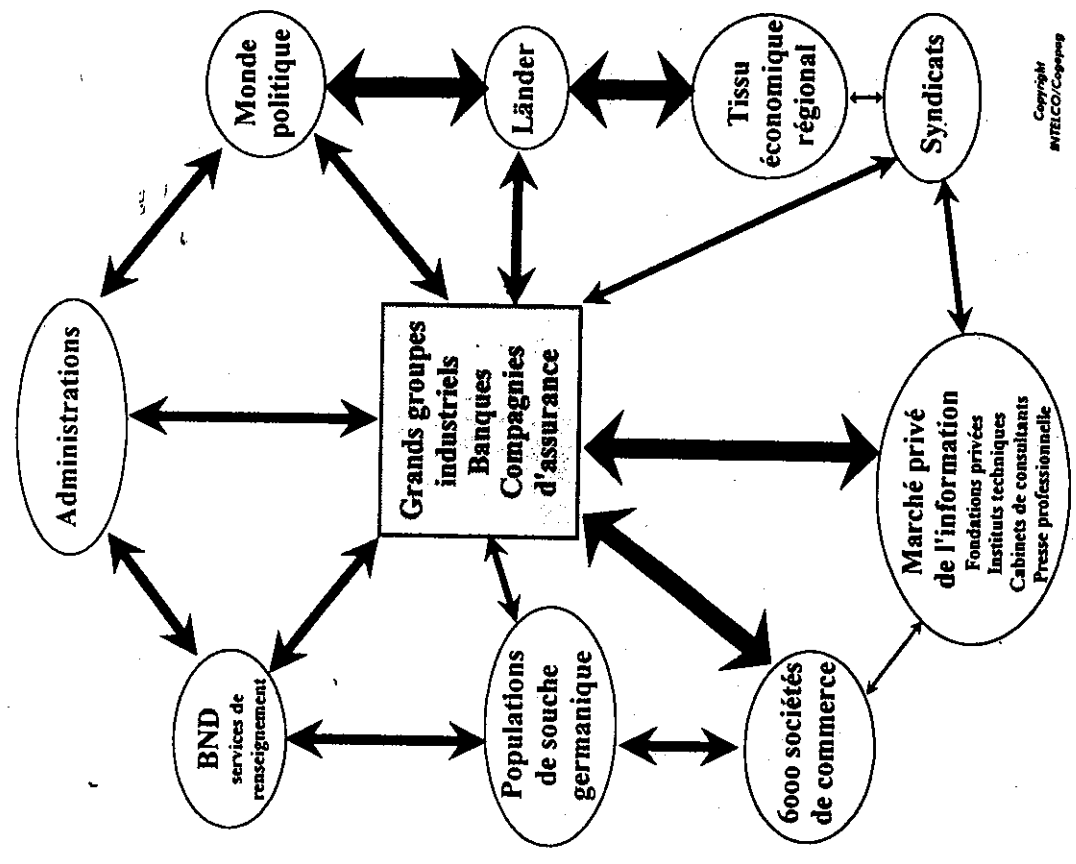 Administrations
BND
services de
renseignement
Monde
politique
Grands groupes
industriels
Banques
Compagnies
d'assurance
Populations
de souche
germanique
Länder
6000 sociétés
de commerce
Tissu
économique
régional
Marché privé
de l'information
Fondations privées
Instituts techniques
Cabinets de consultants
Presse professionnelle
Syndicats
Copyright
INTELCO/Cogepag